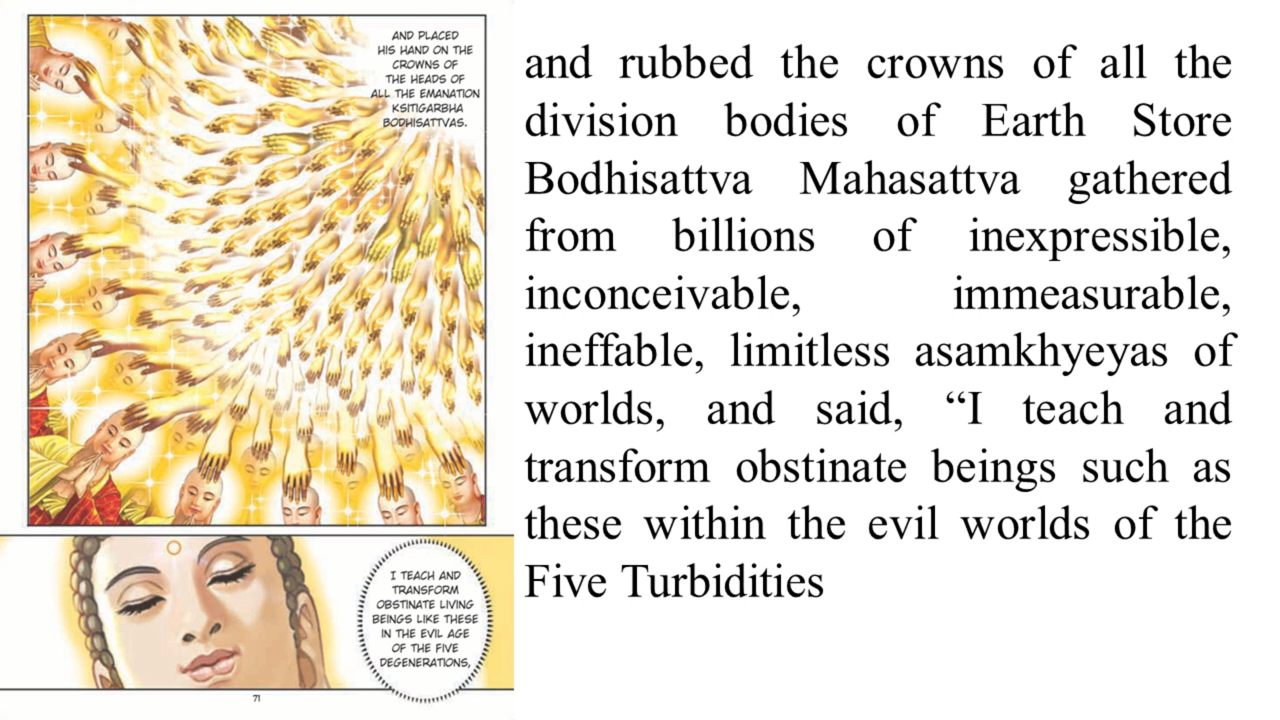 AND PLACED
HIS HAND ON THE
CROWNS OF
THE HEADS OF
ALL THE EMANATION
KSITIGARBHA
BODHISATTVAS.
I TEACH AND
TRANSFORM
OBSTINATE LIVING
BEINGS LIKE THESE
IN THE EVIL AGE
OF THE FIVE
DEGENERATIONS,
71
and rubbed the crowns of all the
division bodies of Earth Store
Bodhisattva Mahasattva gathered
from billions of inexpressible,
inconceivable, immeasurable,
ineffable, limitless asamkhyeyas of
worlds, and said, “I teach and
transform obstinate beings such as
these within the evil worlds of the
Five Turbidities